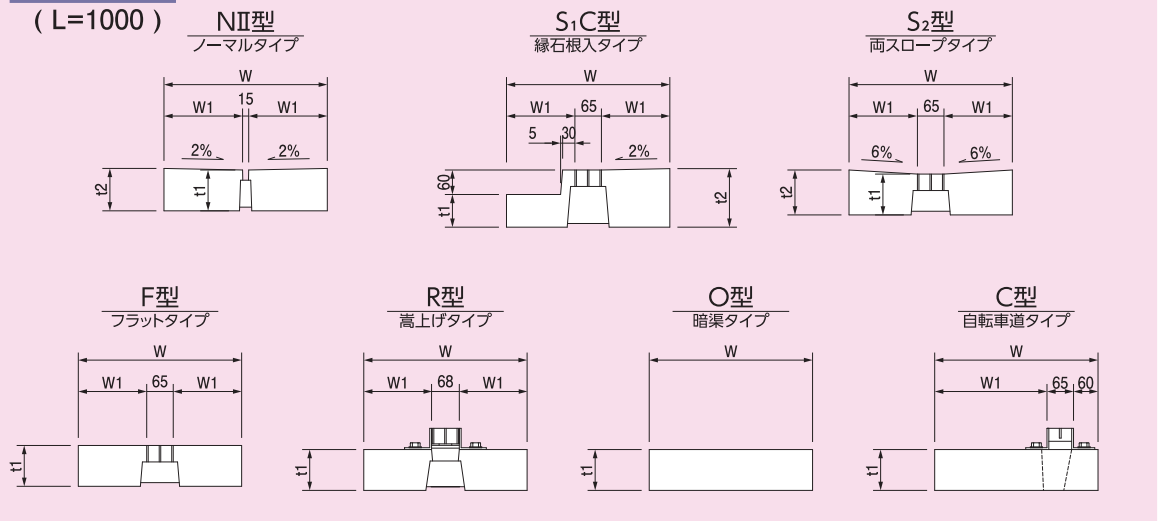 ( L=1000 )
NⅡ型
ノーマルタイプ
W
15
W1
W1
2%
2%
t2
t1
S1C型
縁石根入タイプ
W
W1
65
W1
5
30
2%
60
t1
t2
S2型
両スロープタイプ
W
W1
65
W1
6%
6%
t2
t1
F型
フラットタイプ
W
W1
65
W1
t1
R型
嵩上げタイプ
W
W1
68
W1
t1
O型
暗渠タイプ
W
t1
C型
自転車道タイプ
W
W1
65
60
t1